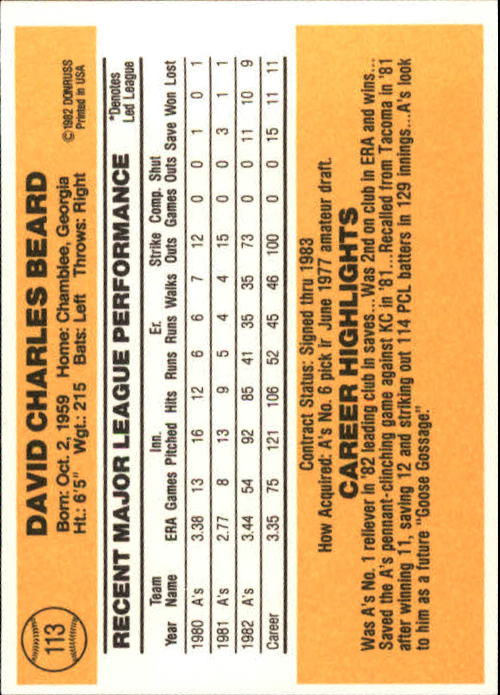 113
DAVID CHARLES BEARD
Born: Oct. 2, 1959 Home: Chamblee, Georgia
Ht.: 6'5" Wgt.: 215 Bats: Left Throws: Right
©1982 DONRUSS
Printed in USA
RECENT MAJOR LEAGUE PERFORMANCE
*Denotes
Led League
Team Inn. Er. Strike Comp. Shut
Year Name ERA Games Pitched Hits Runs Runs Walks Outs Games Outs Save Won Lost
1980 A's 3.38 13 16 12 6 6 7 12 0 0 1 0 1
1981 A's 2.77 8 13 9 5 4 4 15 0 0 3 1 1
1982 A's 3.44 54 92 85 41 35 35 73 0 0 11 10 9
Career 3.35 75 121 106 52 45 46 100 0 0 15 11 11
Contract Status: Signed thru 1983
How Acquired: A's No. 6 pick ir June 1977 amateur draft.
CAREER HIGHLIGHTS
Was A's No. 1 reliever in '82 leading club in saves...Was 2nd on club in ERA and wins...
Saved the A's pennant-clinching game against KC in '81...Recalled from Tacoma in '81
after winning 11, saving 12 and striking out 114 PCL batters in 129 innings...A's look
to him as a future "Goose Gossage."